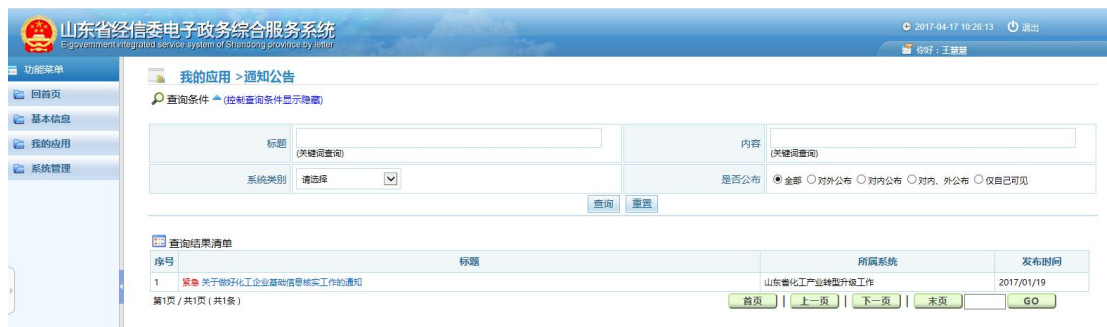 山东省经信委电子政务综合服务系统
E-government integrated service system of Shandong province by letter
2017-04-17 10:26:13 退出
你好：王慧慧
功能菜单
回首页
基本信息
我的应用
系统管理
我的应用 >通知公告
查询条件 (控制查询条件显示隐藏)
标题 (关键词查询) 内容 (关键词查询)
系统类别 请选择 是否公布 全部 对外公布 对内公布 对内、外公布 仅自己可见
查询 重置
查询结果清单
序号 标题 所属系统 发布时间
1 紧急 关于做好化工企业基础信息核实工作的通知 山东省化工产业转型升级工作 2017/01/19
第1页 / 共1页 ( 共1条 ) 首页 | 上一页 | 下一页 | 末页 GO